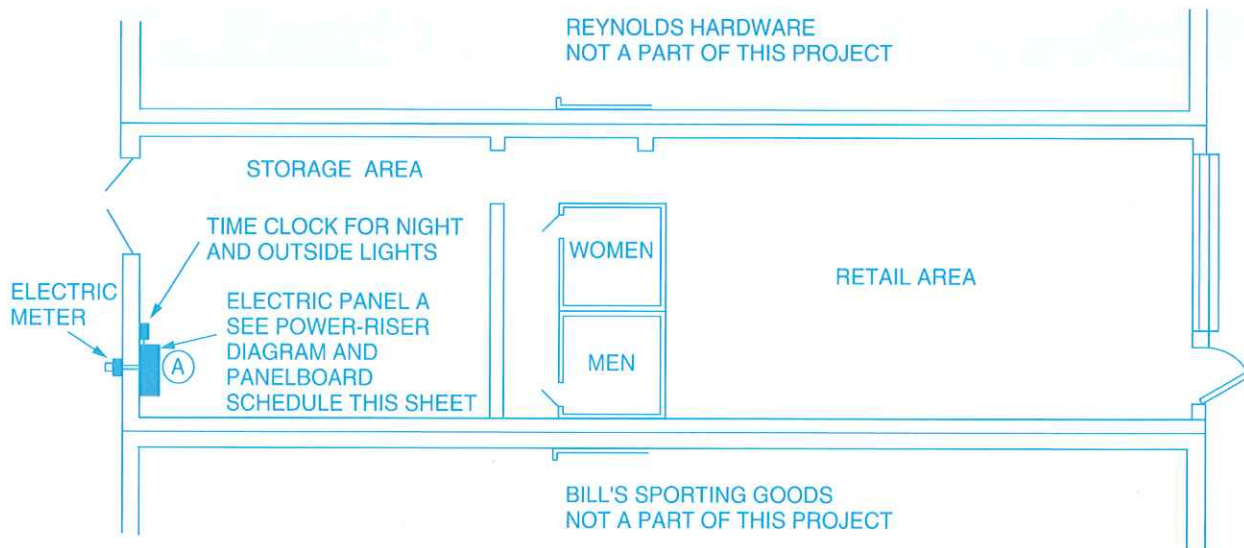 REYNOLDS HARDWARE
NOT A PART OF THIS PROJECT
STORAGE AREA
TIME CLOCK FOR NIGHT
AND OUTSIDE LIGHTS
WOMEN
RETAIL AREA
ELECTRIC
METER
ELECTRIC PANEL A
SEE POWER-RISER
DIAGRAM AND
PANELBOARD
SCHEDULE THIS SHEET
A
MEN
BILL'S SPORTING GOODS
NOT A PART OF THIS PROJECT